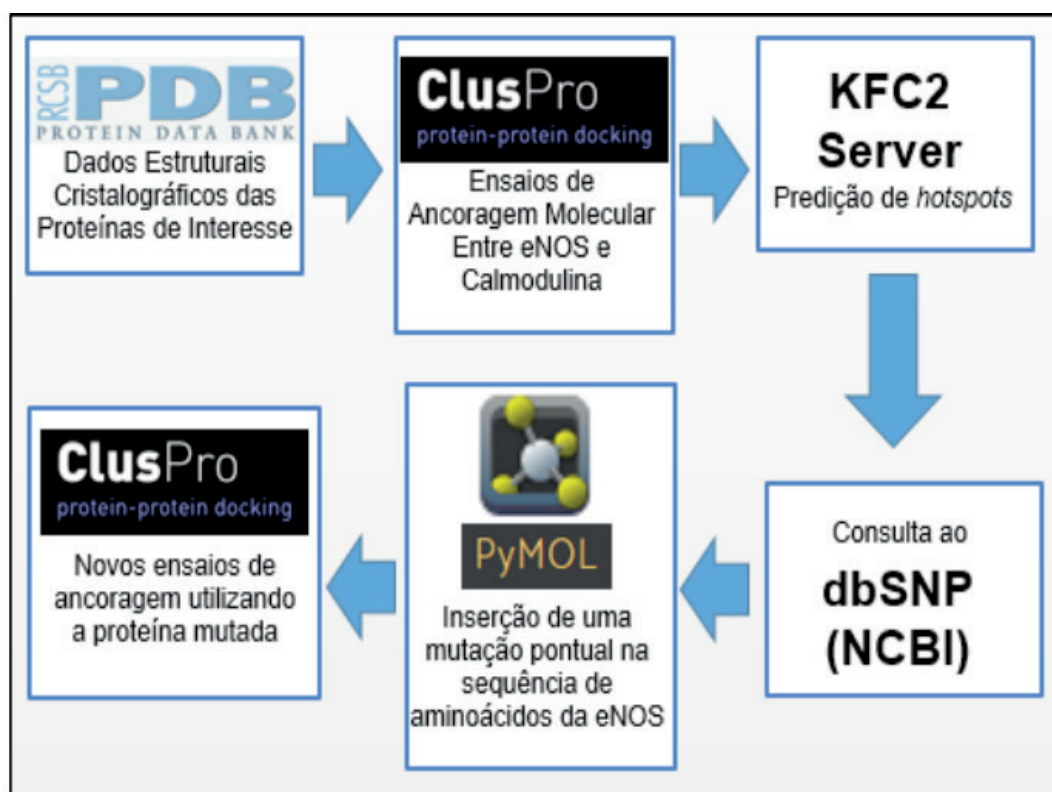 RCSB
PDB
PROTEIN DATA BANK
Dados Estruturais
Cristalográficos das
Proteínas de Interesse
ClusPro
protein-protein docking
Ensaios de
Ancoragem Molecular
Entre eNOS e
Calmodulina
KFC2
Server
Predição de hotspots
Consulta ao
dbSNP
(NCBI)
PyMOL
Inserção de uma
mutação pontual na
sequência de
aminoácidos da eNOS
ClusPro
protein-protein docking
Novos ensaios de
ancoragem utilizando
a proteína mutada